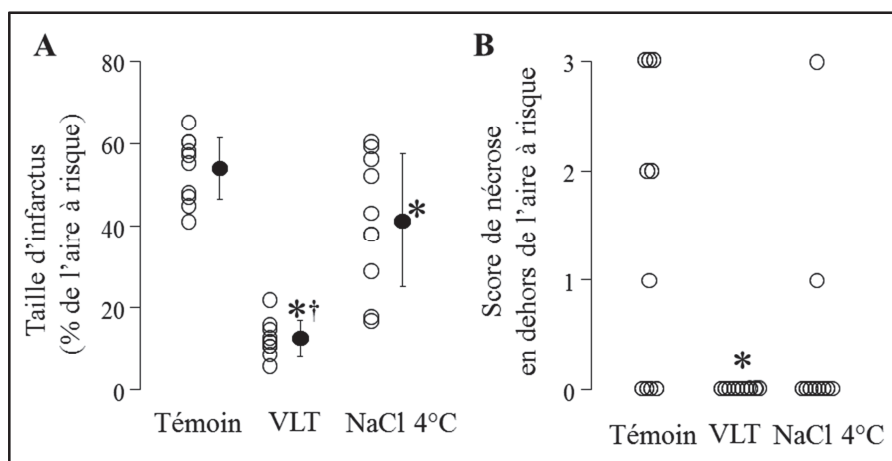 A
Taille d'infarctus
(% de l'aire à risque)
80
60
40
20
0
*†
*
Témoin VLT NaCl 4°C
B
Score de nécrose
en dehors de l'aire à risque
3
2
1
0
*
Témoin VLT NaCl 4°C